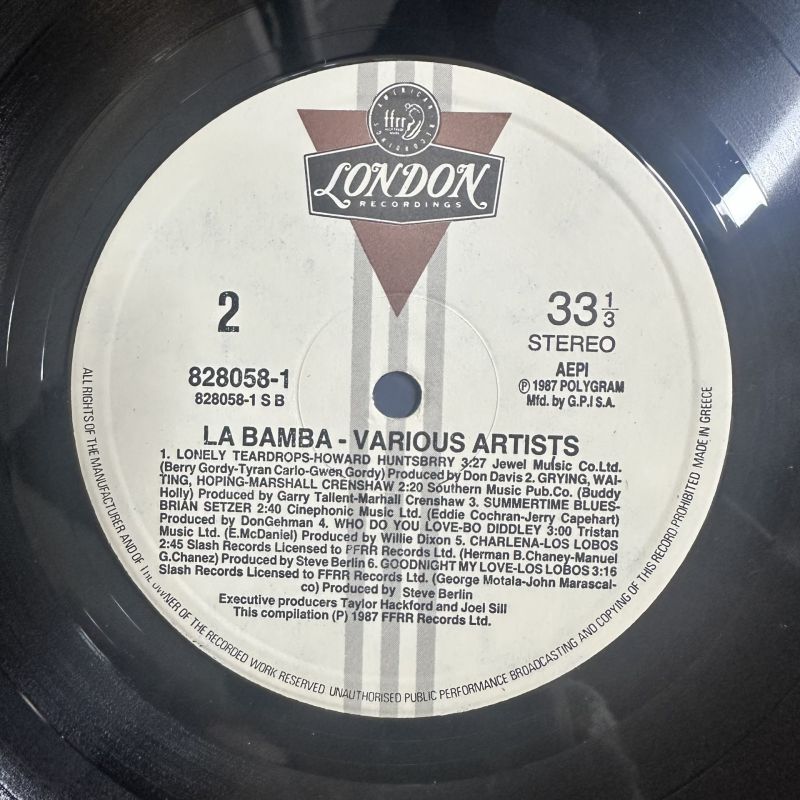 AMERICAN RECORDINGS
ffrr
LONDON
RECORDINGS
2
33 1/3
STEREO
828058-1
828058-1 S B
AEPI
Ⓟ 1987 POLYGRAM
Mfd. by G.P.I S.A.
LA BAMBA - VARIOUS ARTISTS
1. LONELY TEARDROPS-HOWARD HUNTSBRRY 3:27 Jewel Muisic Co.Ltd.
(Berry Gordy-Tyran Carlo-Gwen Gordy) Produced by Don Davis 2. GRYING, WAI-
TING, HOPING-MARSHALL CRENSHAW 2:20 Southern Music Pub.Co. (Buddy
Holly) Produced by Garry Tallent-Marhall Crenshaw 3. SUMMERTIME BLUES-
BRIAN SETZER 2:40 Cinephonic Music Ltd. (Eddie Cochran-Jerry Capehart)
Produced by DonGehman 4. WHO DO YOU LOVE-BO DIDDLEY 3:00 Tristan
Music Ltd. (E.McDaniel) Produced by Willie Dixon 5. CHARLENA-LOS LOBOS
2:45 Slash Records Licensed to FFRR Records Ltd. (Herman B.Chaney-Manuel
G.Chanez) Produced by Steve Berlin 6. GOODNIGHT MY LOVE-LOS LOBOS 3:16
Slash Records Licensed to FFRR Records Ltd. (George Motala-John Marascal-
co) Produced by Steve Berlin
Executive producers Taylor Hackford and Joel Sill
This compilation (P) 1987 FFRR Records Ltd.
ALL RIGHTS OF THE MANUFACTURER AND OF THE OWNER OF THE RECORDED WORK RESERVED UNAUTHORISED PUBLIC PERFORMANCE BROADCASTING AND COPYING OF THIS RECORD PROHIBITED MADE IN GREECE